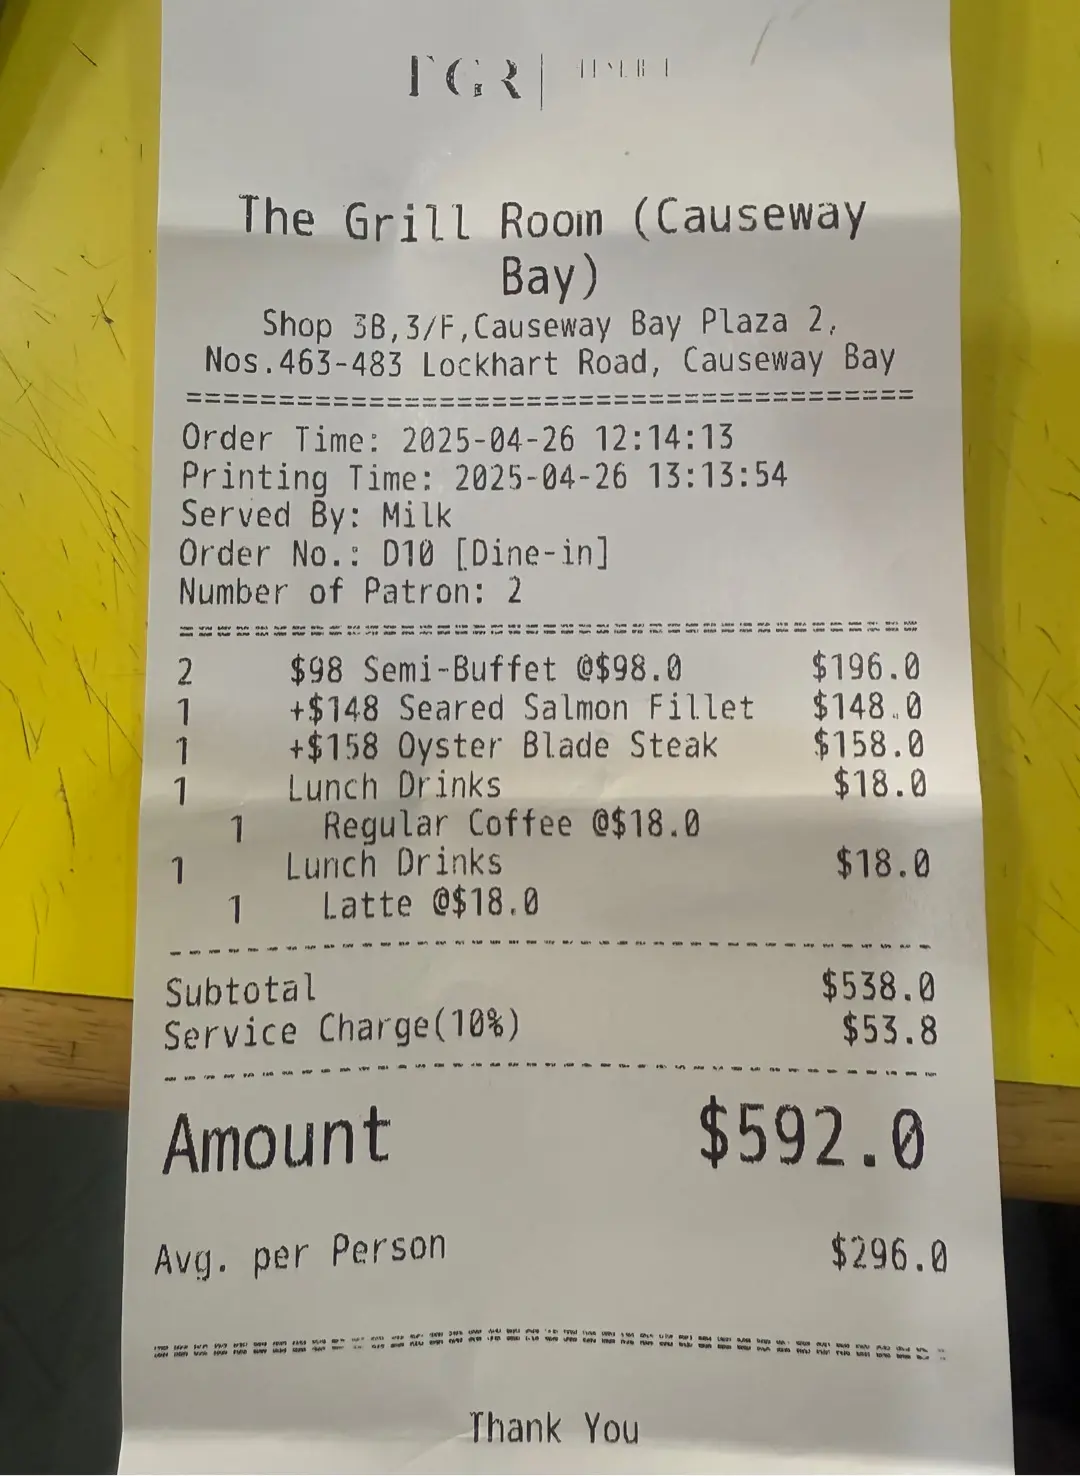 TGR
The Grill Room (Causeway
Bay)
Shop 3B,3/F,Causeway Bay Plaza 2,
Nos.463-483 Lockhart Road, Causeway Bay
========================================
Order Time: 2025-04-26 12:14:13
Printing Time: 2025-04-26 13:13:54
Served By: Milk
Order No.: D10 [Dine-in]
Number of Patron: 2
2 $98 Semi-Buffet @$98.0 $196.0
1 +$148 Seared Salmon Fillet $148.0
1 +$158 Oyster Blade Steak $158.0
1 Lunch Drinks $18.0
1 Regular Coffee @$18.0
1 Lunch Drinks $18.0
1 Latte @$18.0
Subtotal $538.0
Service Charge(10%) $53.8
Amount $592.0
Avg. per Person $296.0
Thank You